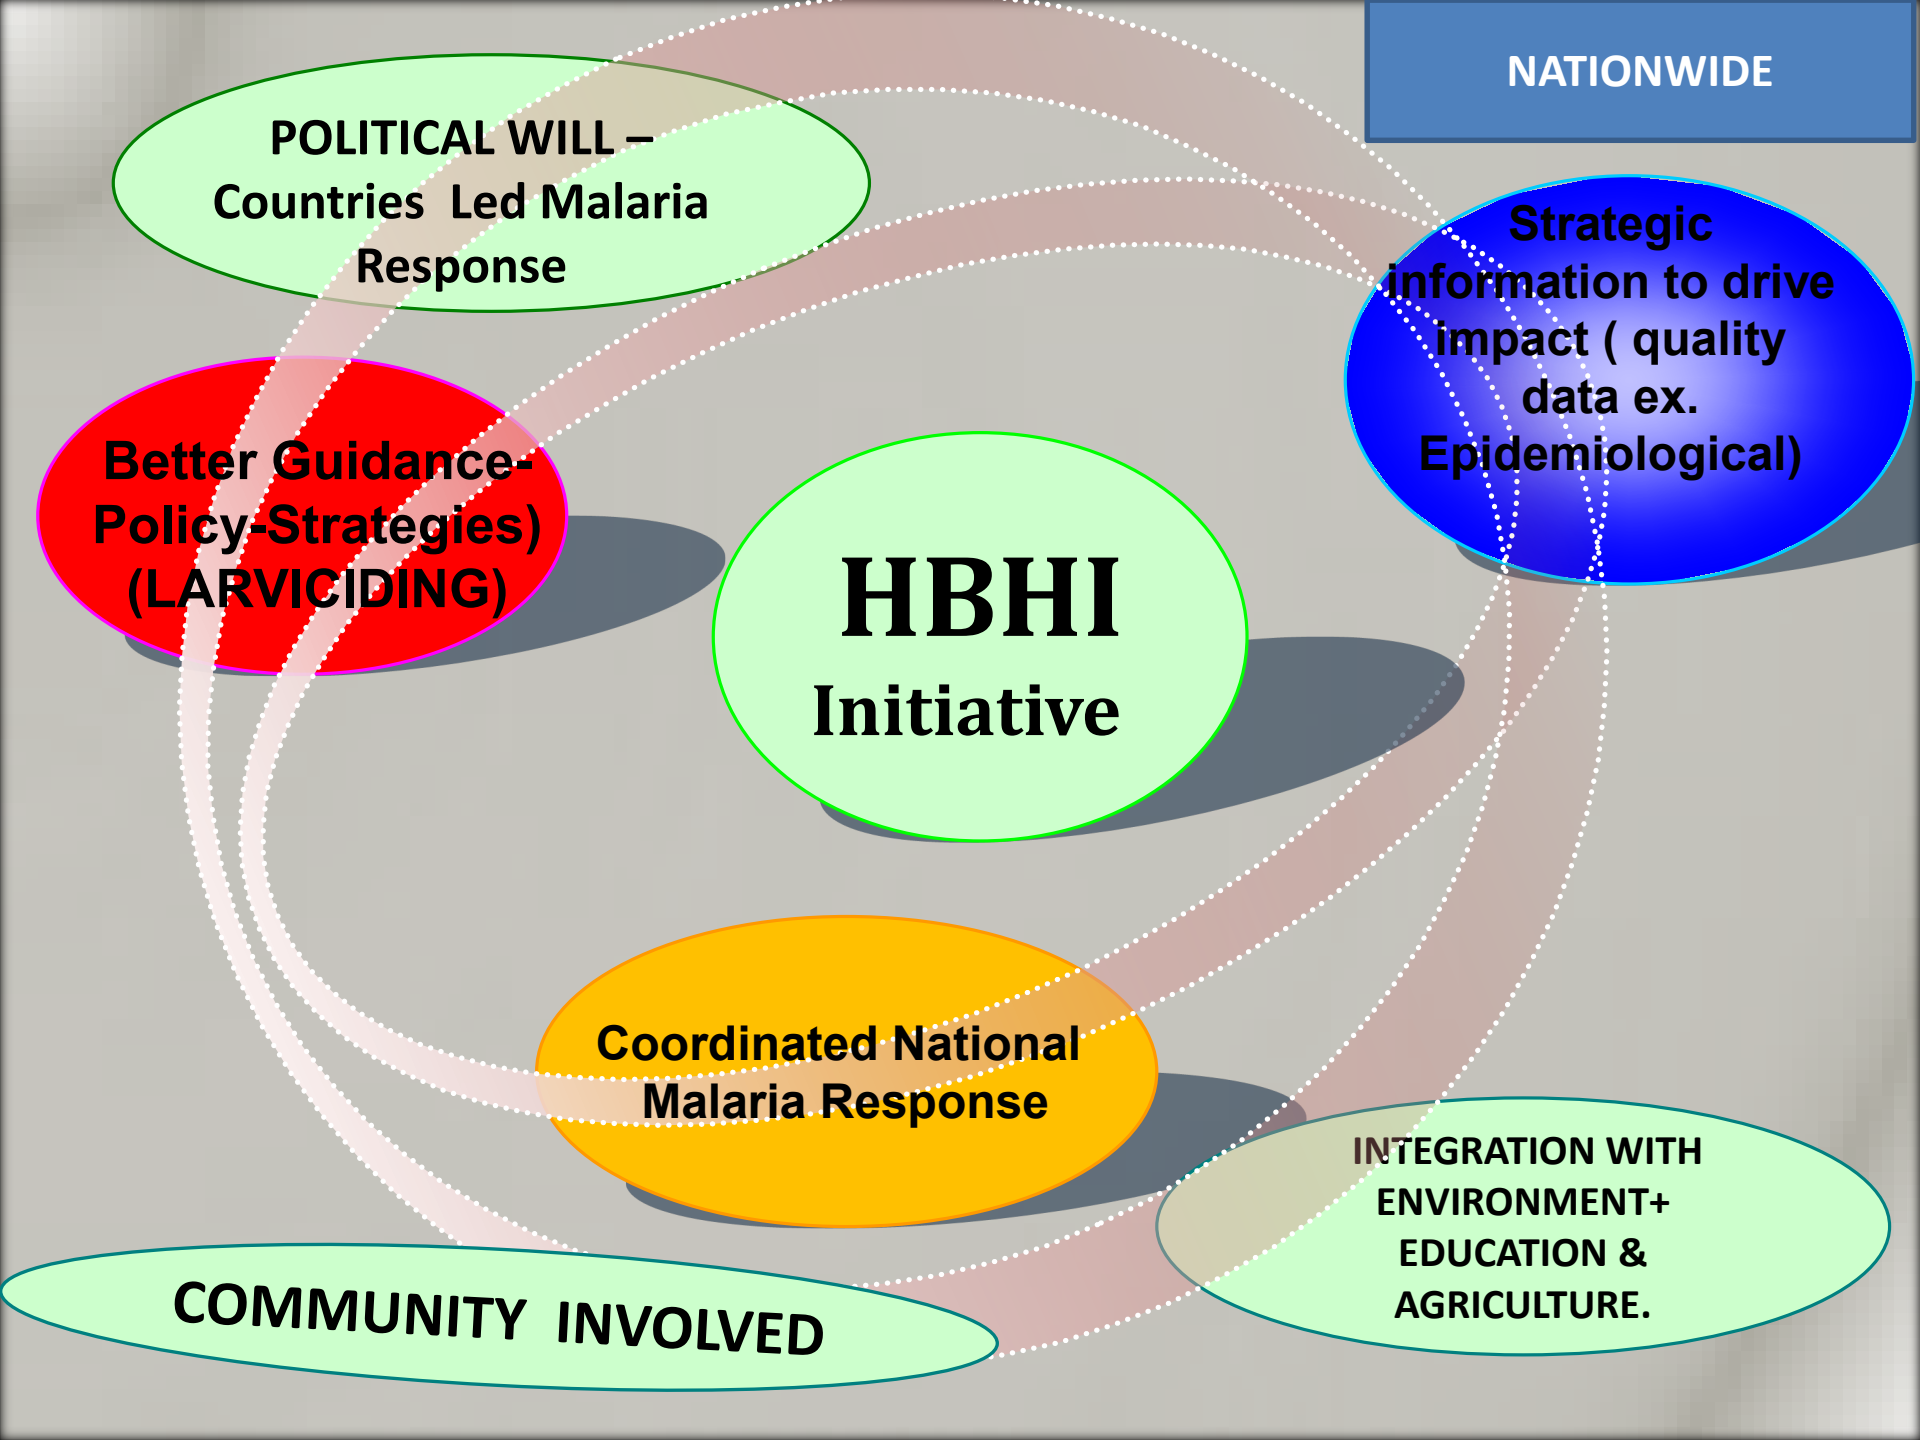 NATIONWIDE
POLITICAL WILL –
Countries  Led Malaria
Response
Strategic
information to drive
impact ( quality
data ex.
Epidemiological)
Better Guidance-
Policy-Strategies)
(LARVICIDING)
HBHI
Initiative
Coordinated National
Malaria Response
INTEGRATION WITH
ENVIRONMENT+
EDUCATION &
AGRICULTURE.
COMMUNITY  INVOLVED